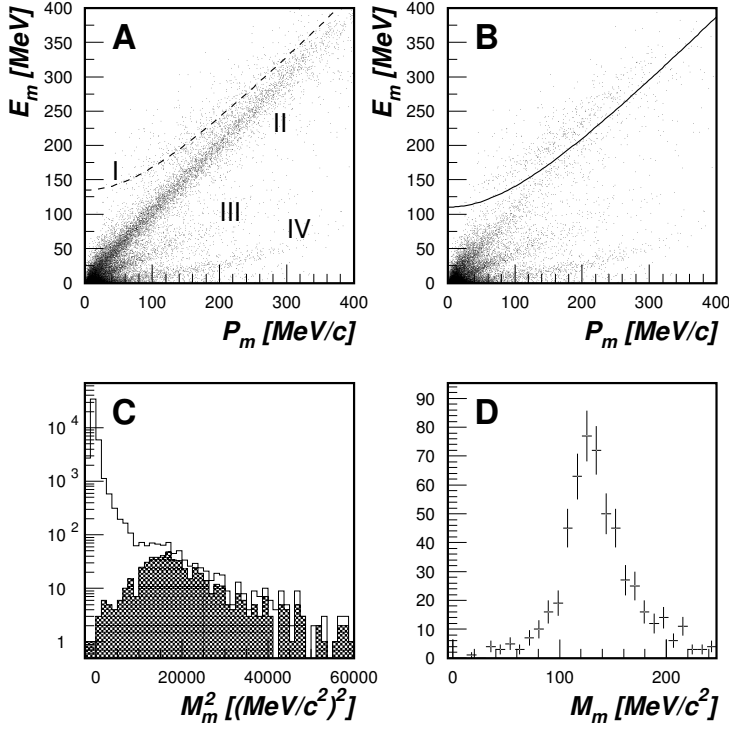 A
E_m [MeV]
400
350
300
250
200
150
100
50
0
I
II
III
IV
0 100 200 300 400
P_m [MeV/c]
B
E_m [MeV]
400
350
300
250
200
150
100
50
0
0 100 200 300 400
P_m [MeV/c]
C
10^4
10^3
10^2
10
1
0 20000 40000 60000
M_m^2 [(MeV/c^2)^2]
D
90
80
70
60
50
40
30
20
10
0
0 100 200
M_m [MeV/c^2]